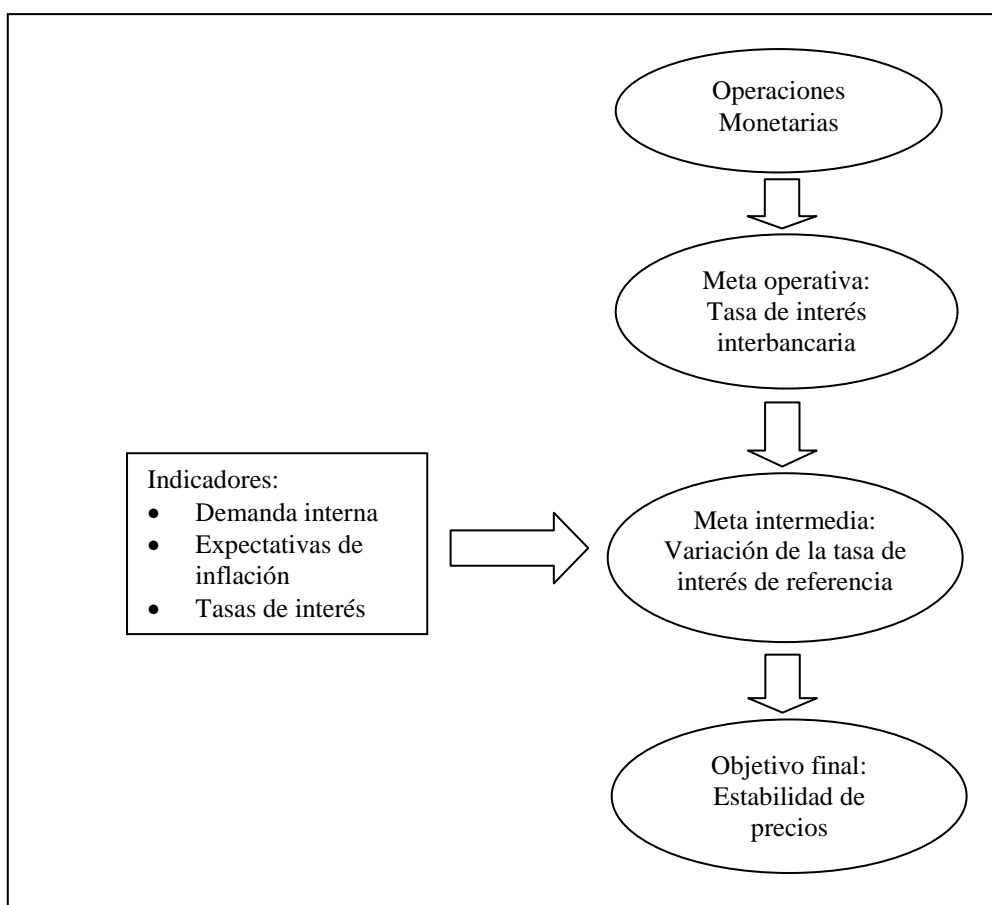 Operaciones
Monetarias
Meta operativa:
Tasa de interés
interbancaria
Indicadores:
• Demanda interna
• Expectativas de
inflación
• Tasas de interés
Meta intermedia:
Variación de la tasa de
interés de referencia
Objetivo final:
Estabilidad de
precios